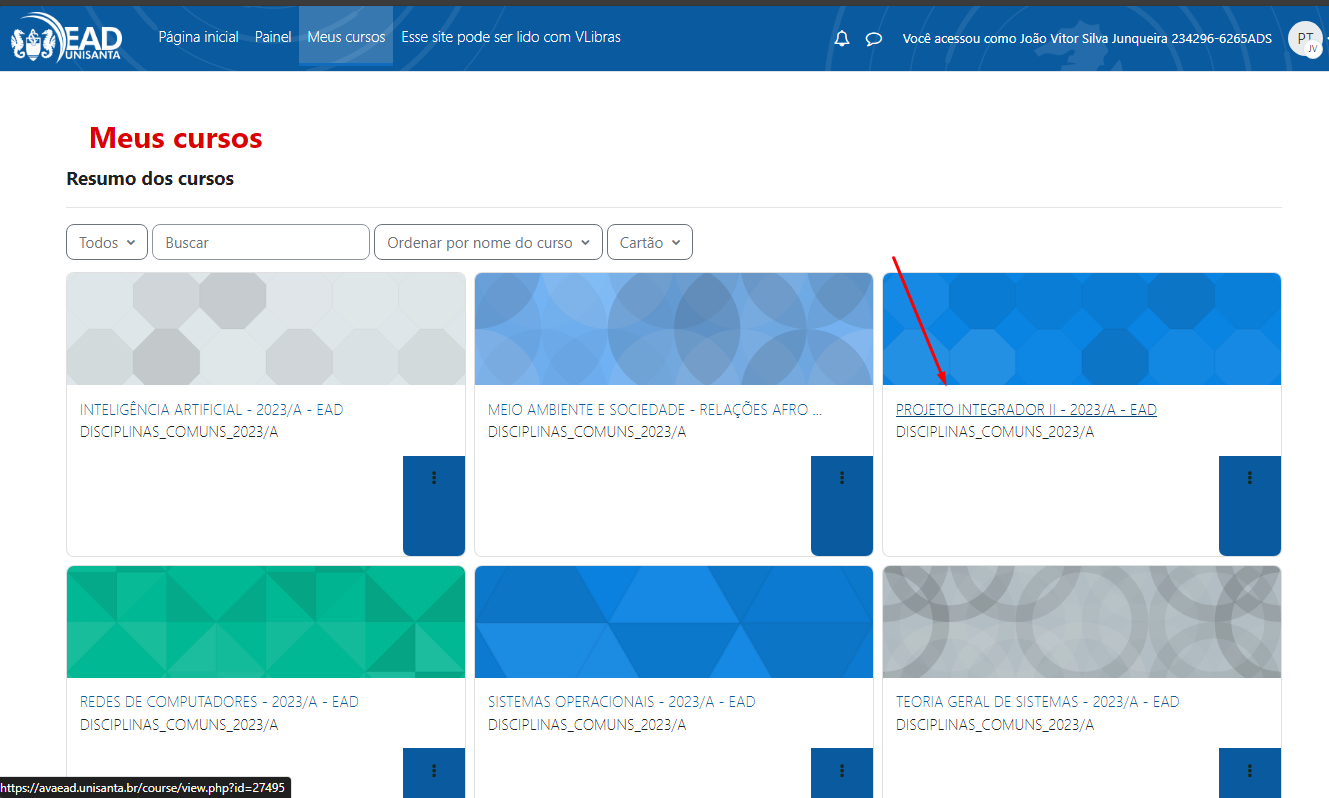 EAD
UNISANTA
Página inicial
Painel
Meus cursos
Esse site pode ser lido com VLibras
Você acessou como João Vitor Silva Junqueira 234296-6265ADS
PT
JV
Meus cursos
Resumo dos cursos
Todos
Buscar
Ordenar por nome do curso
Cartão
INTELIGÊNCIA ARTIFICIAL - 2023/A - EAD
DISCIPLINAS_COMUNS_2023/A
MEIO AMBIENTE E SOCIEDADE - RELAÇÕES AFRO ...
DISCIPLINAS_COMUNS_2023/A
PROJETO INTEGRADOR II - 2023/A - EAD
DISCIPLINAS_COMUNS_2023/A
REDES DE COMPUTADORES - 2023/A - EAD
DISCIPLINAS_COMUNS_2023/A
SISTEMAS OPERACIONAIS - 2023/A - EAD
DISCIPLINAS_COMUNS_2023/A
TEORIA GERAL DE SISTEMAS - 2023/A - EAD
DISCIPLINAS_COMUNS_2023/A
https://avaead.unisanta.br/course/view.php?id=27495